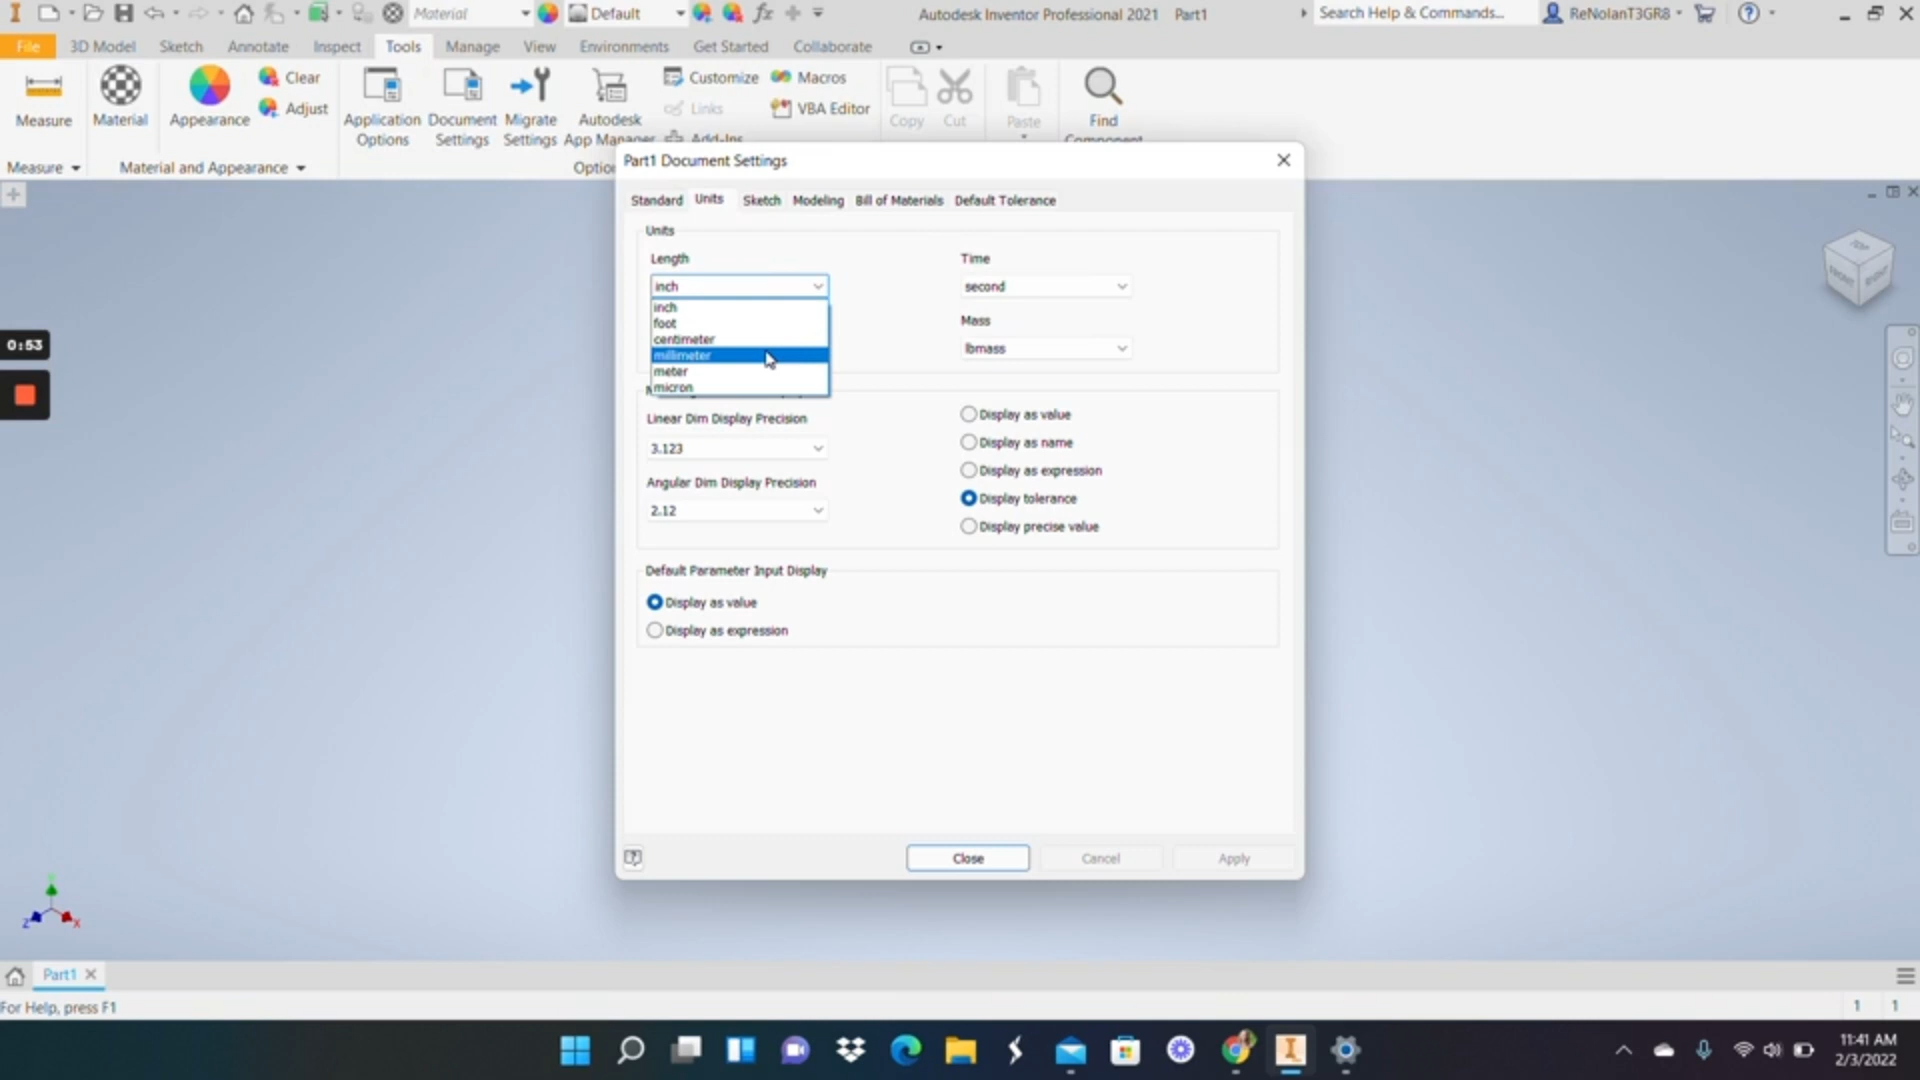 Material
Default
Autodesk Inventor Professional 2021 Part1
Search Help & Commands...
ReNolanT3GR8
File 3D Model Sketch Annotate Inspect Tools Manage View Environments Get Started Collaborate
Measure
Material
Appearance
Clear
Adjust
Application Options
Document Settings
Migrate Settings
Autodesk App Manager
Customize
Links
Add-Ins
Macros
VBA Editor
Copy
Cut
Paste
Find Component
Measure
Material and Appearance
Part1 Document Settings
Standard Units Sketch Modeling Bill of Materials Default Tolerance
Units
Length
inch
inch
foot
centimeter
millimeter
meter
micron
Time
second
Mass
lbmass
Linear Dim Display Precision
3.123
Angular Dim Display Precision
2.12
Display as value
Display as name
Display as expression
Display tolerance
Display precise value
Default Parameter Input Display
Display as value
Display as expression
Close Cancel Apply
0:53
TOP
FRONT
RIGHT
Y
Z
X
Part1
For Help, press F1
1 1
11:41 AM
2/3/2022